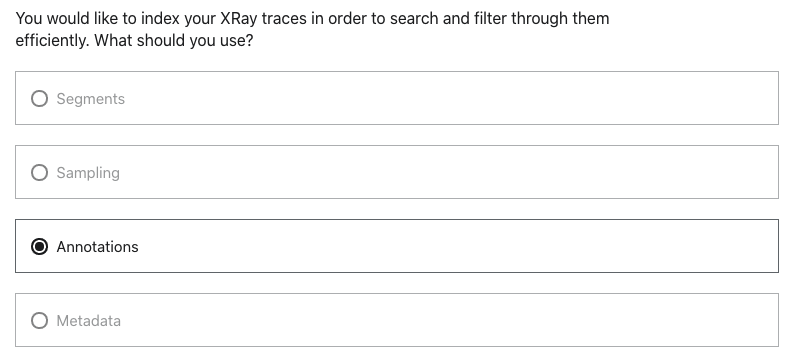 You would like to index your XRay traces in order to search and filter through them
efficiently. What should you use?
Segments
Sampling
Annotations
Metadata